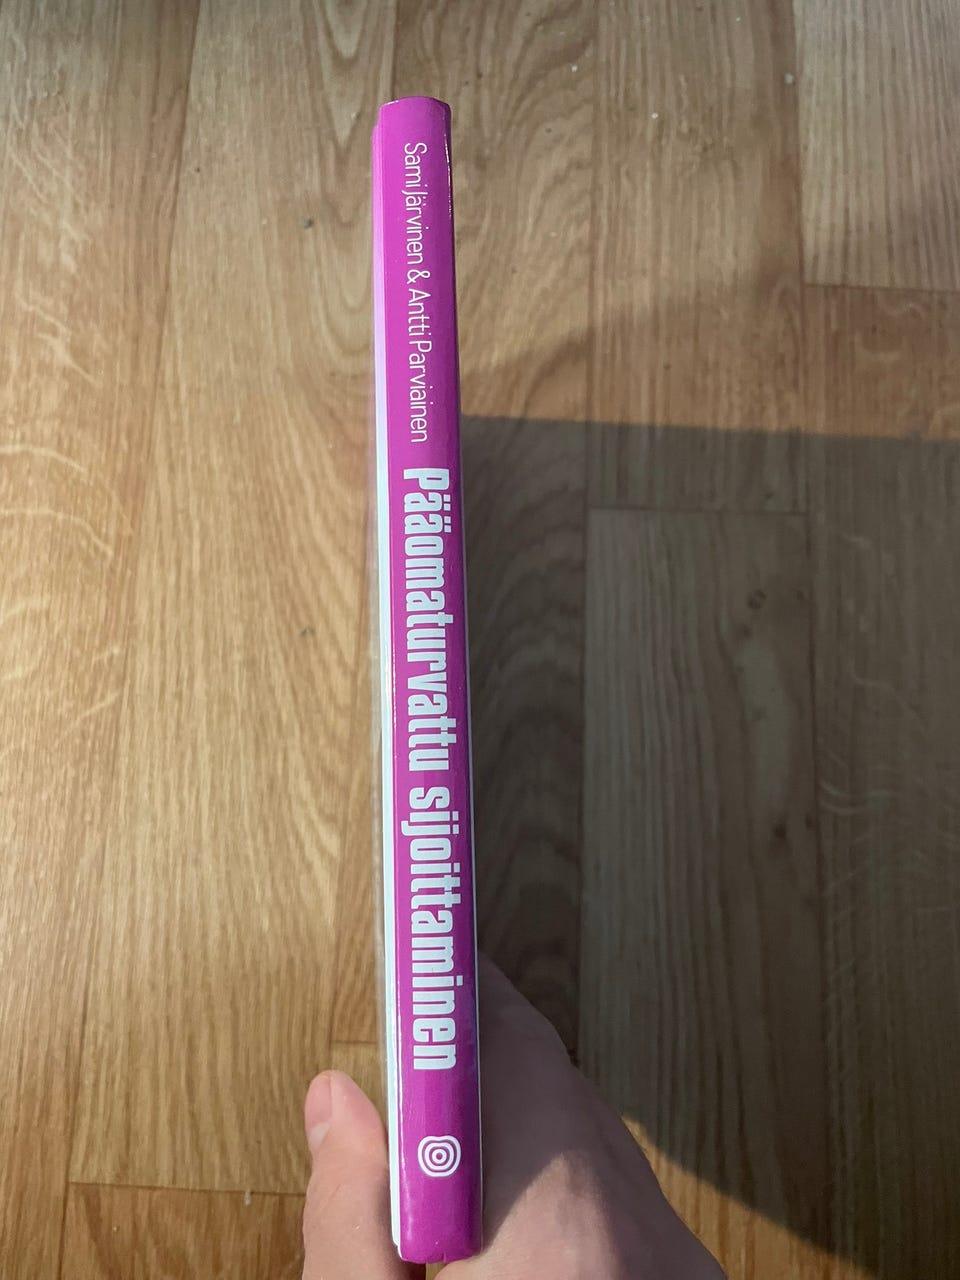 Sami Järvinen & Antti Parviainen
Pääomaturvattu sijoittaminen